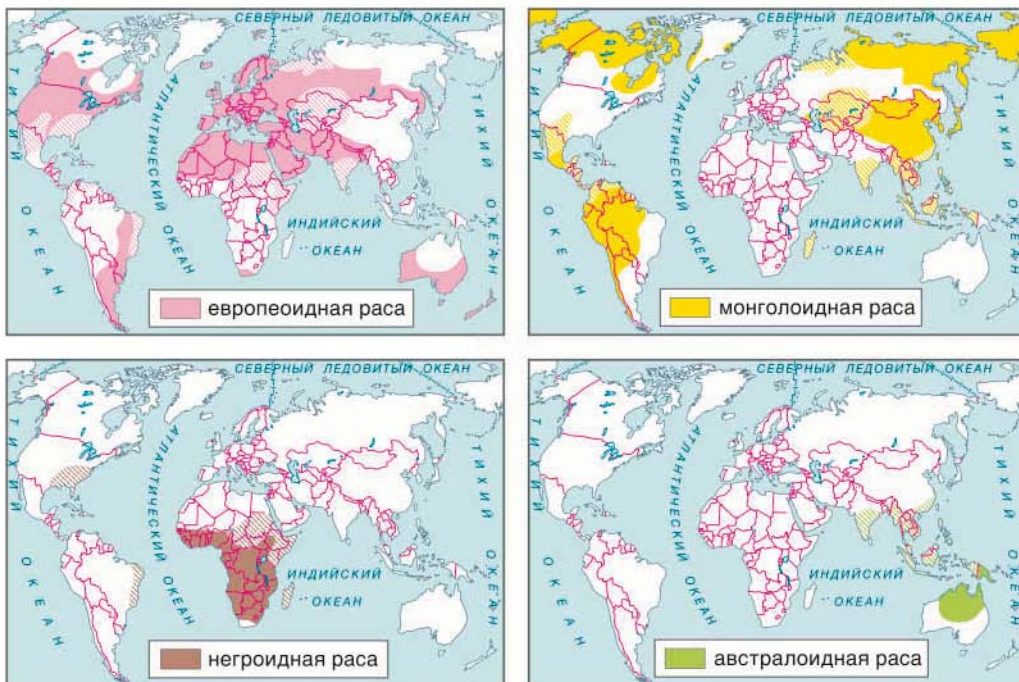 СЕВЕРНЫЙ ЛЕДОВИТЫЙ ОКЕАН
ТИХИЙ
ОКЕАН
АТЛАНТИЧЕСКИЙ ОКЕАН
ИНДИЙСКИЙ
ОКЕАН
ТИХИЙ
ОКЕАН
европеоидная раса
СЕВЕРНЫЙ ЛЕДОВИТЫЙ ОКЕАН
ТИХИЙ
ОКЕАН
АТЛАНТИЧЕСКИЙ ОКЕАН
ИНДИЙСКИЙ
ОКЕАН
ТИХИЙ
ОКЕАН
монголоидная раса
СЕВЕРНЫЙ ЛЕДОВИТЫЙ ОКЕАН
ТИХИЙ
ОКЕАН
АТЛАНТИЧЕСКИЙ ОКЕАН
ИНДИЙСКИЙ
ОКЕАН
ТИХИЙ
ОКЕАН
негроидная раса
СЕВЕРНЫЙ ЛЕДОВИТЫЙ ОКЕАН
ТИХИЙ
ОКЕАН
АТЛАНТИЧЕСКИЙ ОКЕАН
ИНДИЙСКИЙ
ОКЕАН
ТИХИЙ
ОКЕАН
австралоидная раса